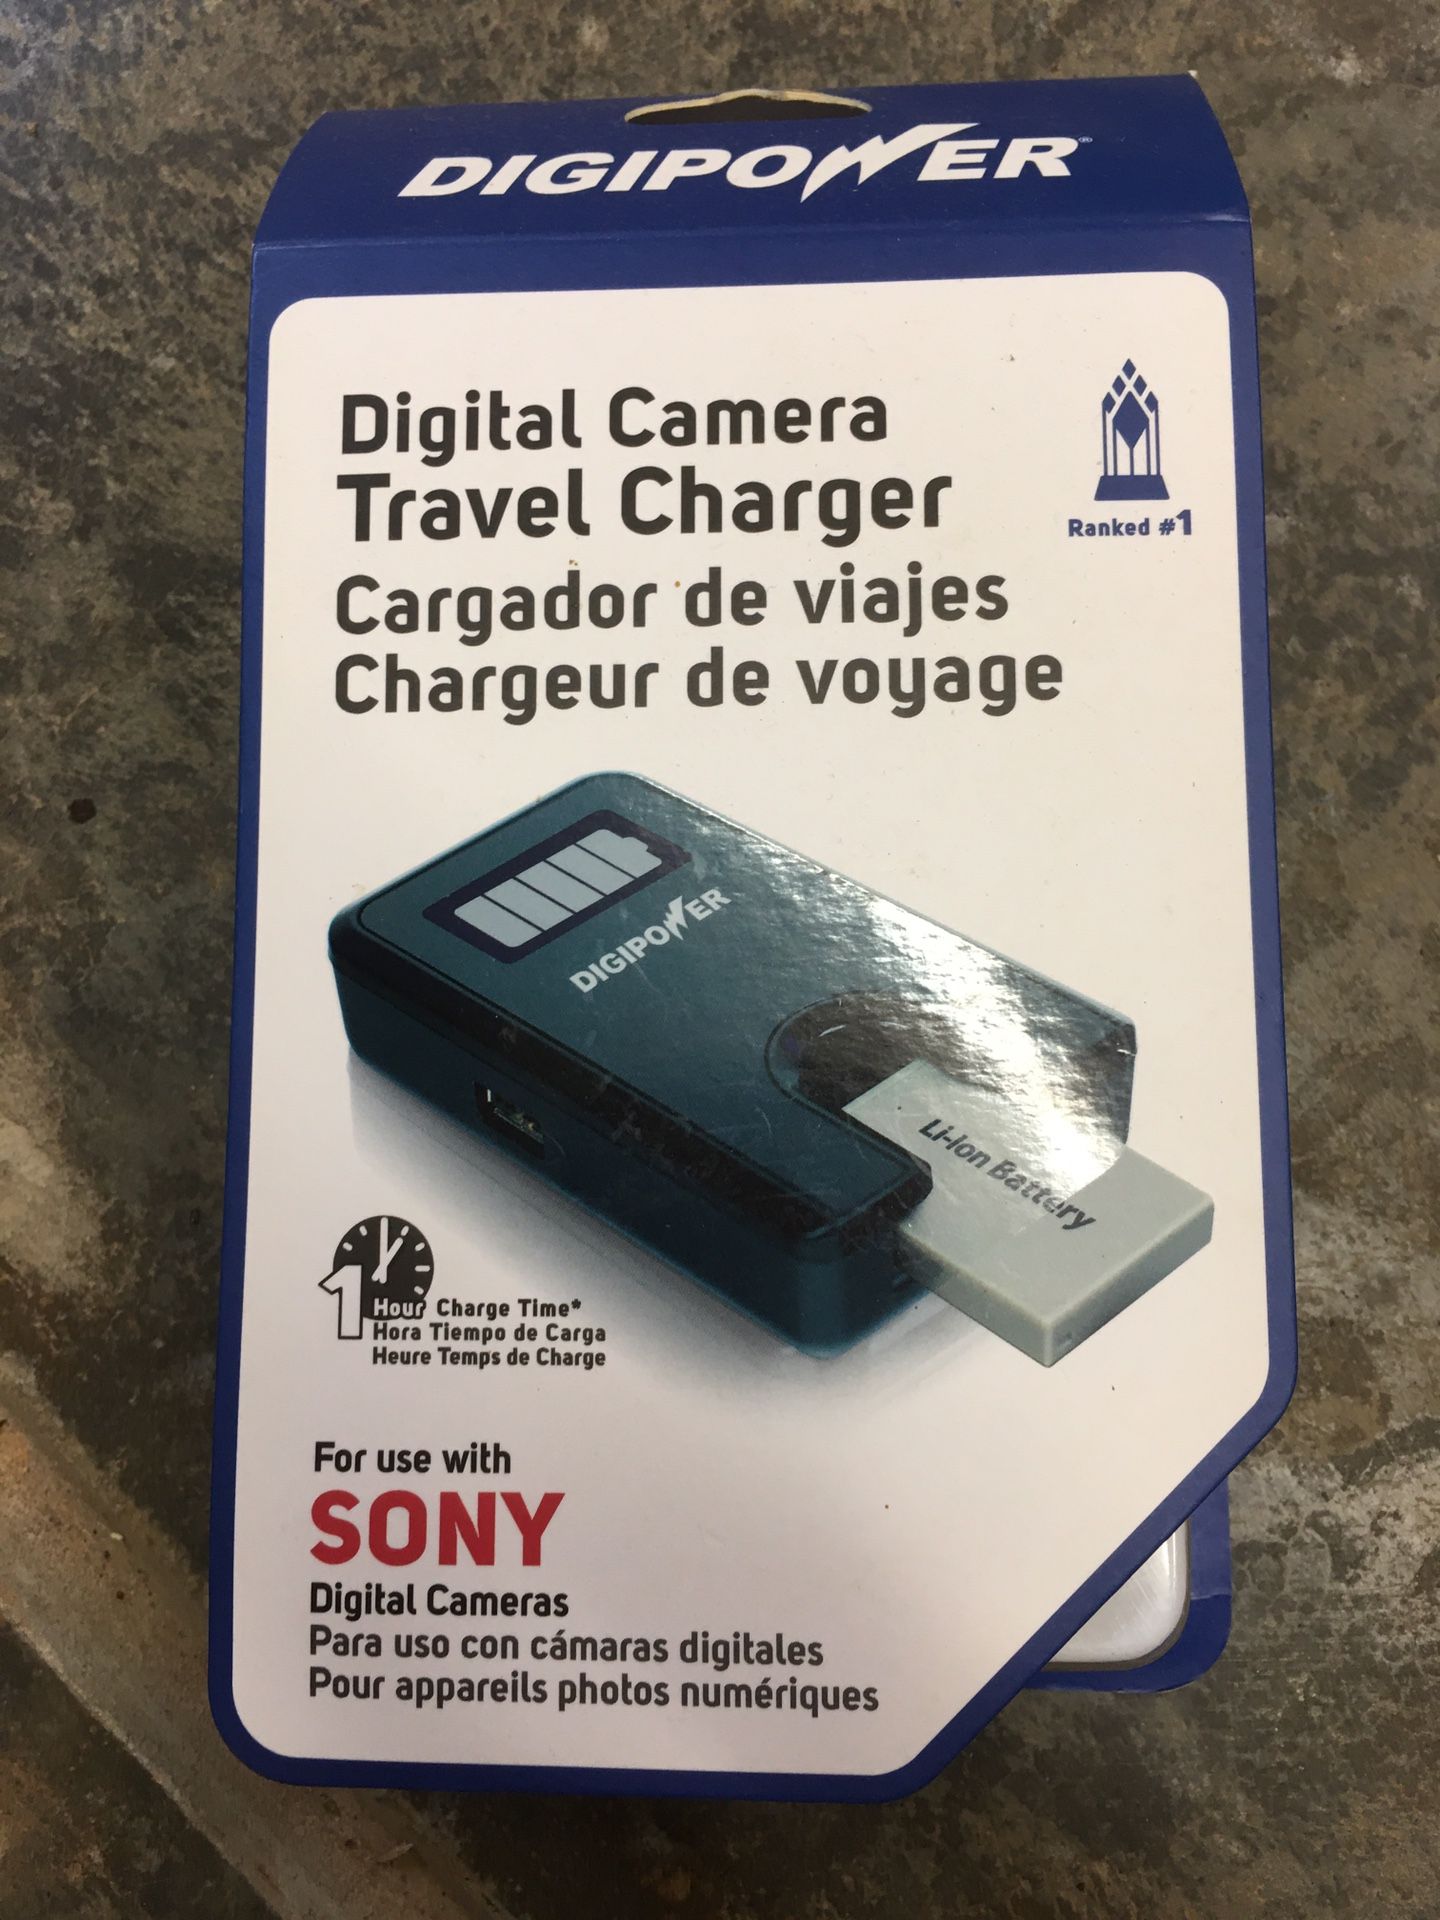 DIGIPOWER®
Digital Camera
Travel Charger
Ranked #1
Cargador de viajes
Chargeur de voyage
DIGIPOWER
Li-Ion Battery
1 Hour Charge Time*
Hora Tiempo de Carga
Heure Temps de Charge
For use with
SONY
Digital Cameras
Para uso con cámaras digitales
Pour appareils photos numériques